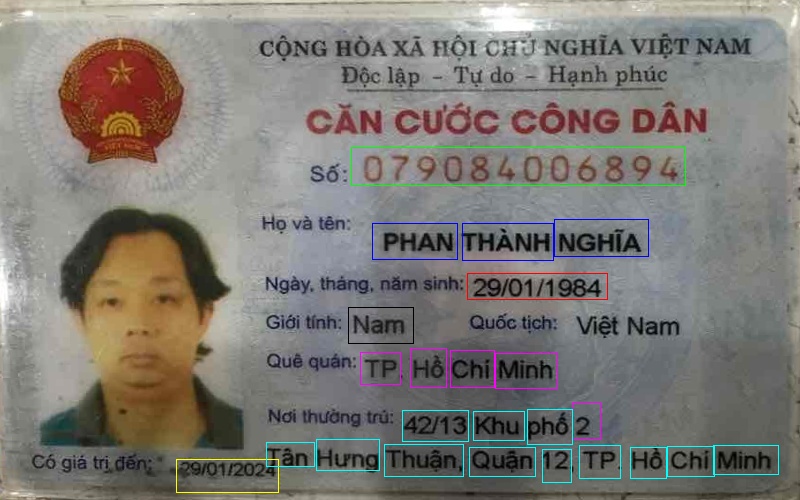 CỘNG HÒA XÃ HỘI CHỦ NGHĨA VIỆT NAM
Độc lập - Tự do - Hạnh phúc
CĂN CƯỚC CÔNG DÂN
Số: 079084006894
Họ và tên: PHAN THÀNH NGHĨA
Ngày, tháng, năm sinh: 29/01/1984
Giới tính: Nam Quốc tịch: Việt Nam
Quê quán: TP. Hồ Chí Minh
Nơi thường trú: 42/13 Khu phố 2
Tân Hưng Thuận, Quận 12, TP. Hồ Chí Minh
Có giá trị đến: 29/01/2024